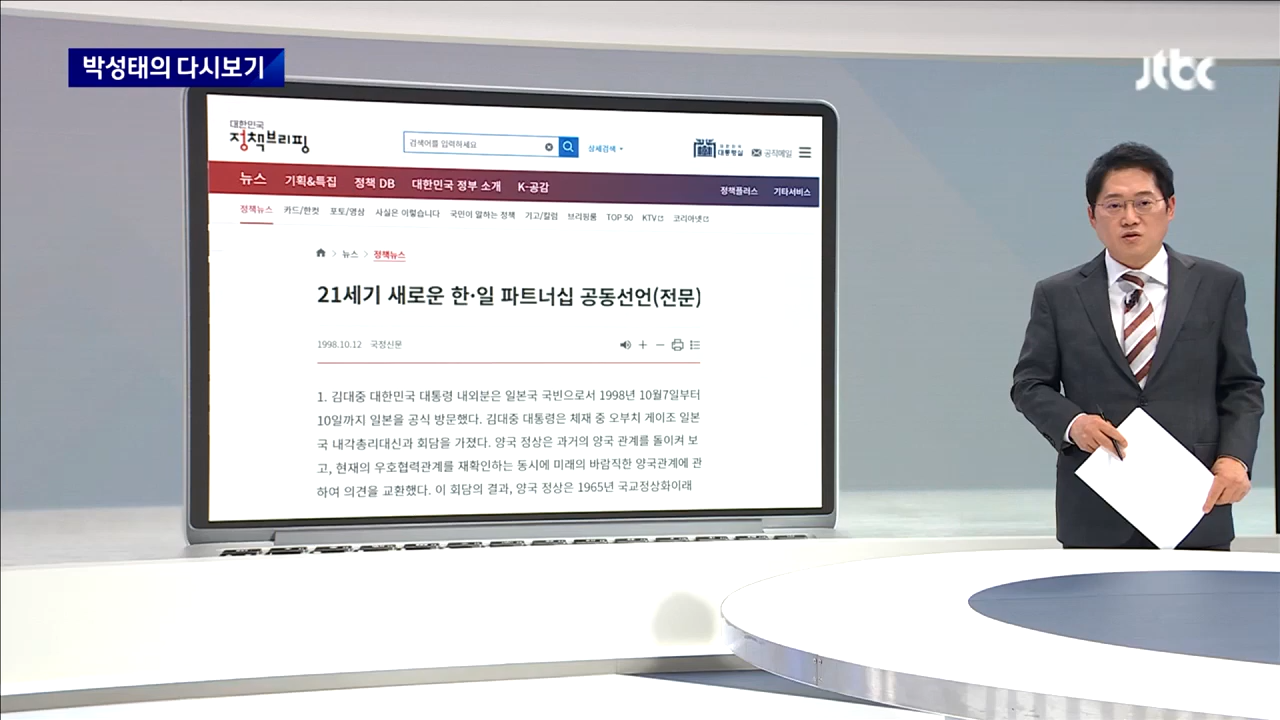 박성태의 다시보기
jtbc
대한민국
정책브리핑
검색어를 입력하세요
상세검색
대한민국
대통령실
공직메일
뉴스 기획&특집 정책 DB 대한민국 정부 소개 K-공감 정책플러스 기타서비스
정책뉴스 카드/한컷 포토/영상 사실은 이렇습니다 국민이 말하는 정책 기고/칼럼 브리핑룸 TOP 50 KTV 코리아넷
뉴스 > 정책뉴스
21세기 새로운 한·일 파트너십 공동선언(전문)
1998.10.12 국정신문
1. 김대중 대한민국 대통령 내외분은 일본국 국빈으로서 1998년 10월7일부터
10일까지 일본을 공식 방문했다. 김대중 대통령은 체재 중 오부치 게이조 일본
국 내각총리대신과 회담을 가졌다. 양국 정상은 과거의 양국 관계를 돌이켜 보
고, 현재의 우호협력관계를 재확인하는 동시에 미래의 바람직한 양국관계에 관
하여 의견을 교환했다. 이 회담의 결과, 양국 정상은 1965년 국교정상화이래